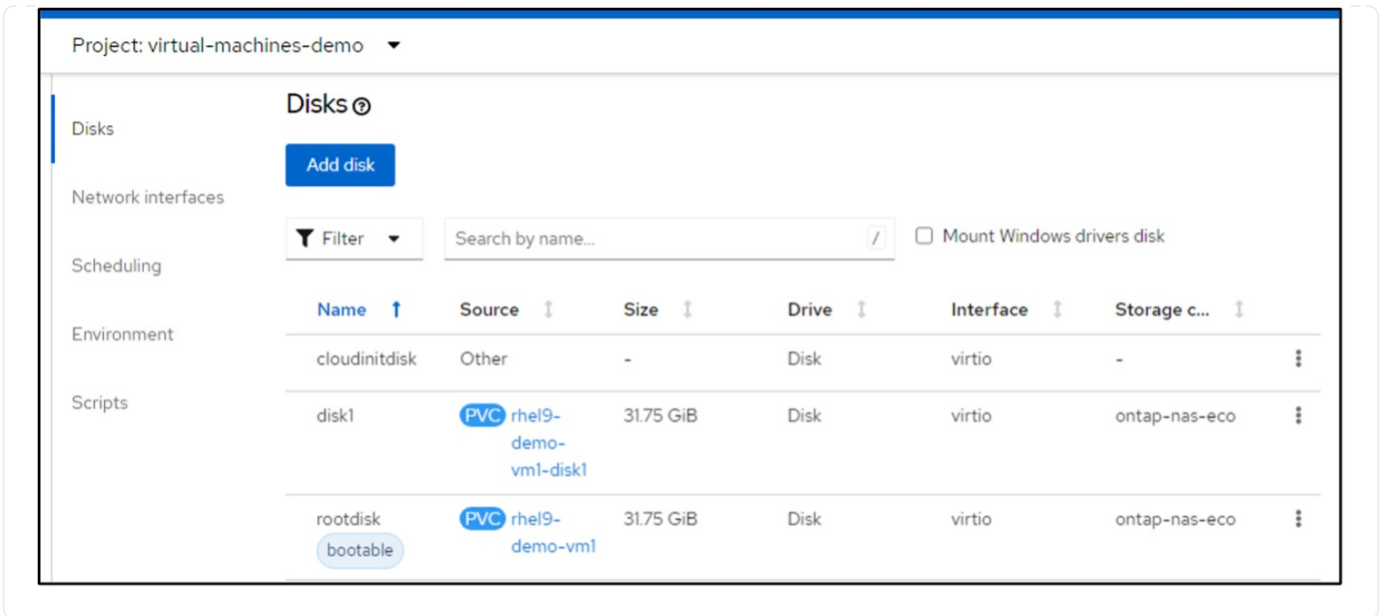 Project: virtual-machines-demo
Disks
Network interfaces
Scheduling
Environment
Scripts
Disks
Add disk
Filter
Search by name...
/
Mount Windows drivers disk
Name Source Size Drive Interface Storage c...
cloudinitdisk Other - Disk virtio -
disk1 PVC rhel9- 31.75 GiB Disk virtio ontap-nas-eco
demo-
vm1-disk1
rootdisk PVC rhel9- 31.75 GiB Disk virtio ontap-nas-eco
bootable demo-vm1